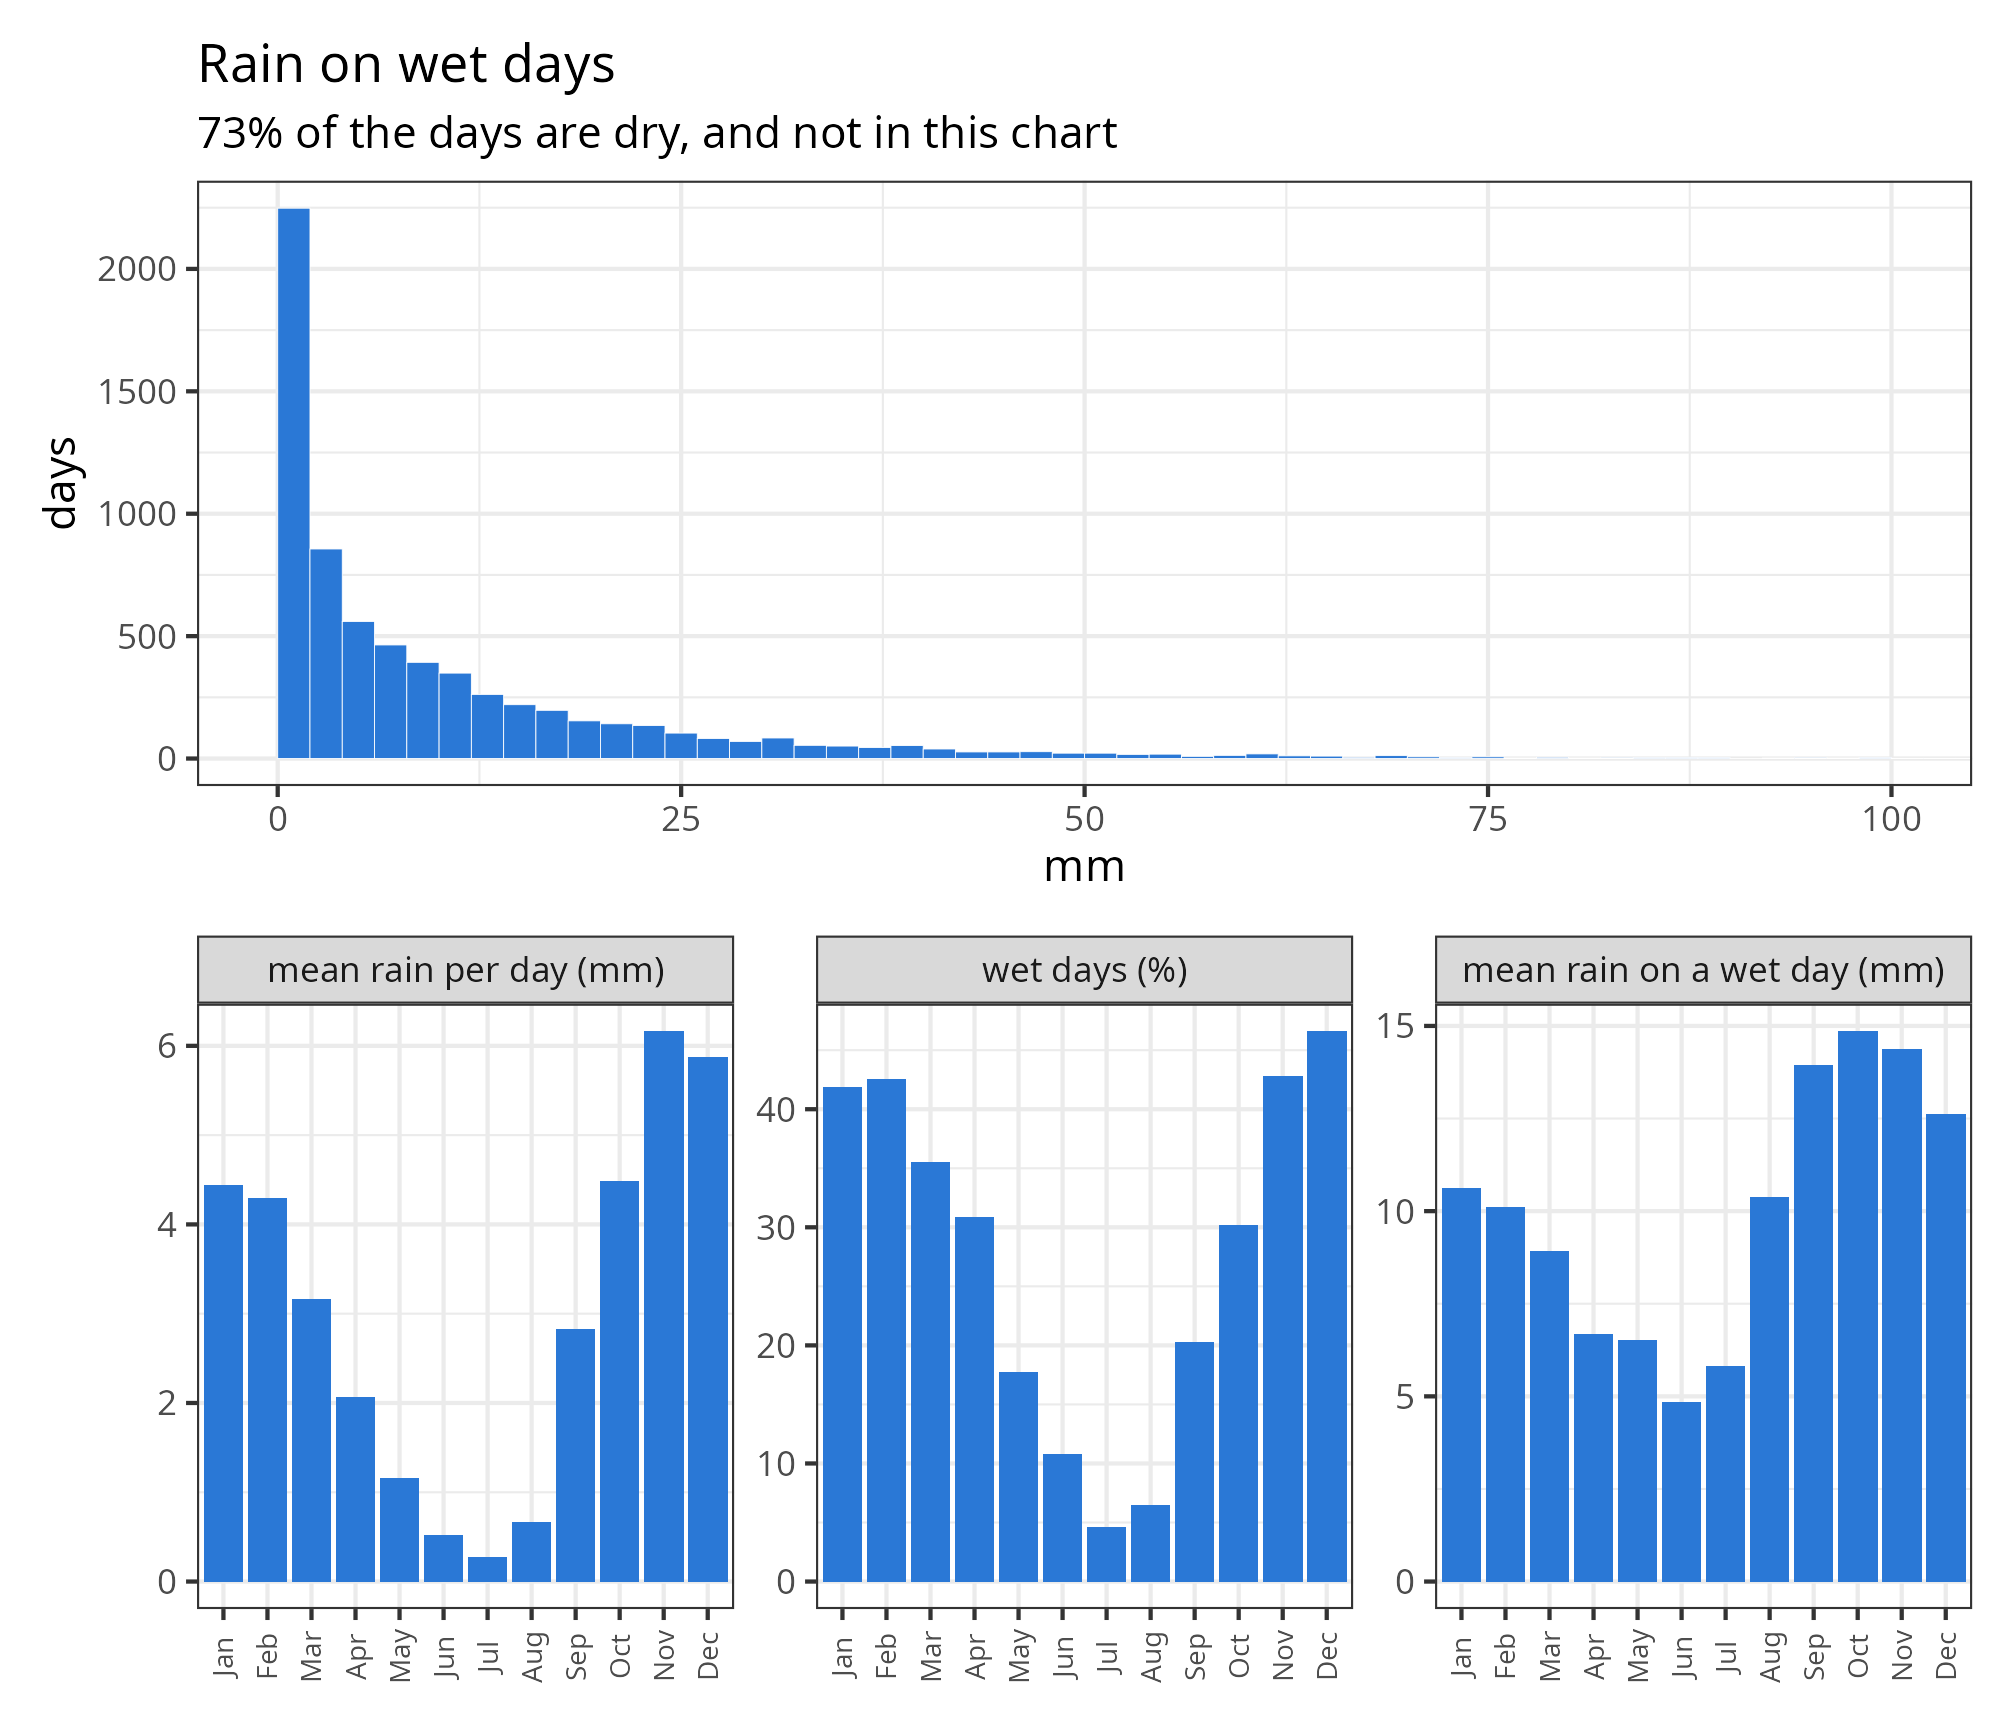 Rain on wet days
73% of the days are dry, and not in this chart
days
2000
1500
1000
500
0
0 25 50 75 100
mm
mean rain per day (mm)
6
4
2
0
Jan Feb Mar Apr May Jun Jul Aug Sep Oct Nov Dec
wet days (%)
40
30
20
10
0
Jan Feb Mar Apr May Jun Jul Aug Sep Oct Nov Dec
mean rain on a wet day (mm)
15
10
5
0
Jan Feb Mar Apr May Jun Jul Aug Sep Oct Nov Dec